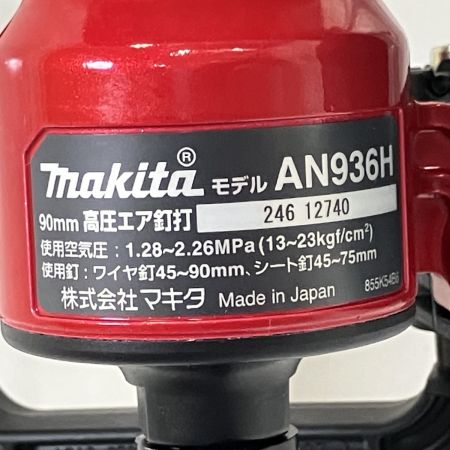 makita® モデル AN936H
90mm 高圧エア釘打 246 12740
使用空気圧：1.28~2.26MPa(13~23kgf/cm²)
使用釘：ワイヤ釘45~90mm、シート釘45~75mm
株式会社マキタ Made in Japan 855K54B6